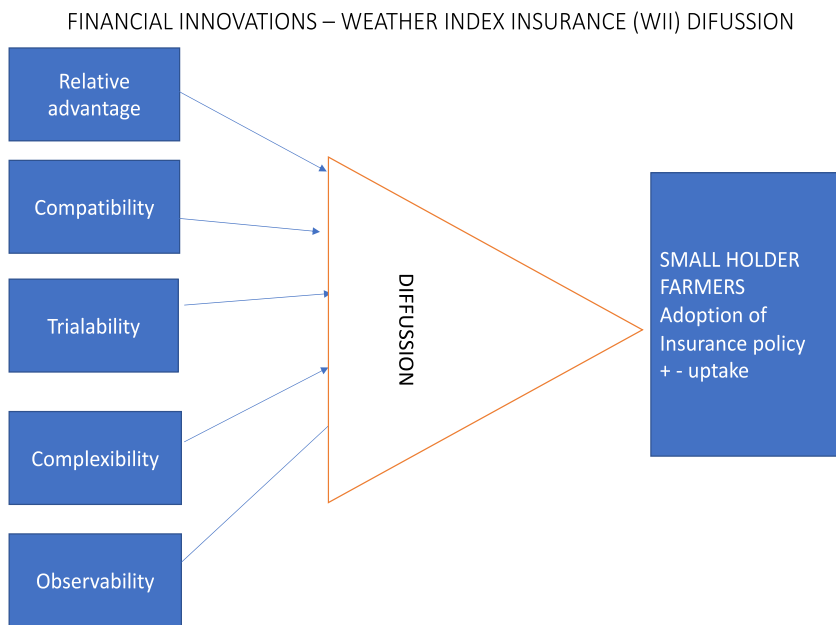 FINANCIAL INNOVATIONS – WEATHER INDEX INSURANCE (WII) DIFUSSION
Relative
advantage
Compatibility
Trialability
Complexibility
Observability
DIFFUSSION
SMALL HOLDER
FARMERS
Adoption of
Insurance policy
+ - uptake